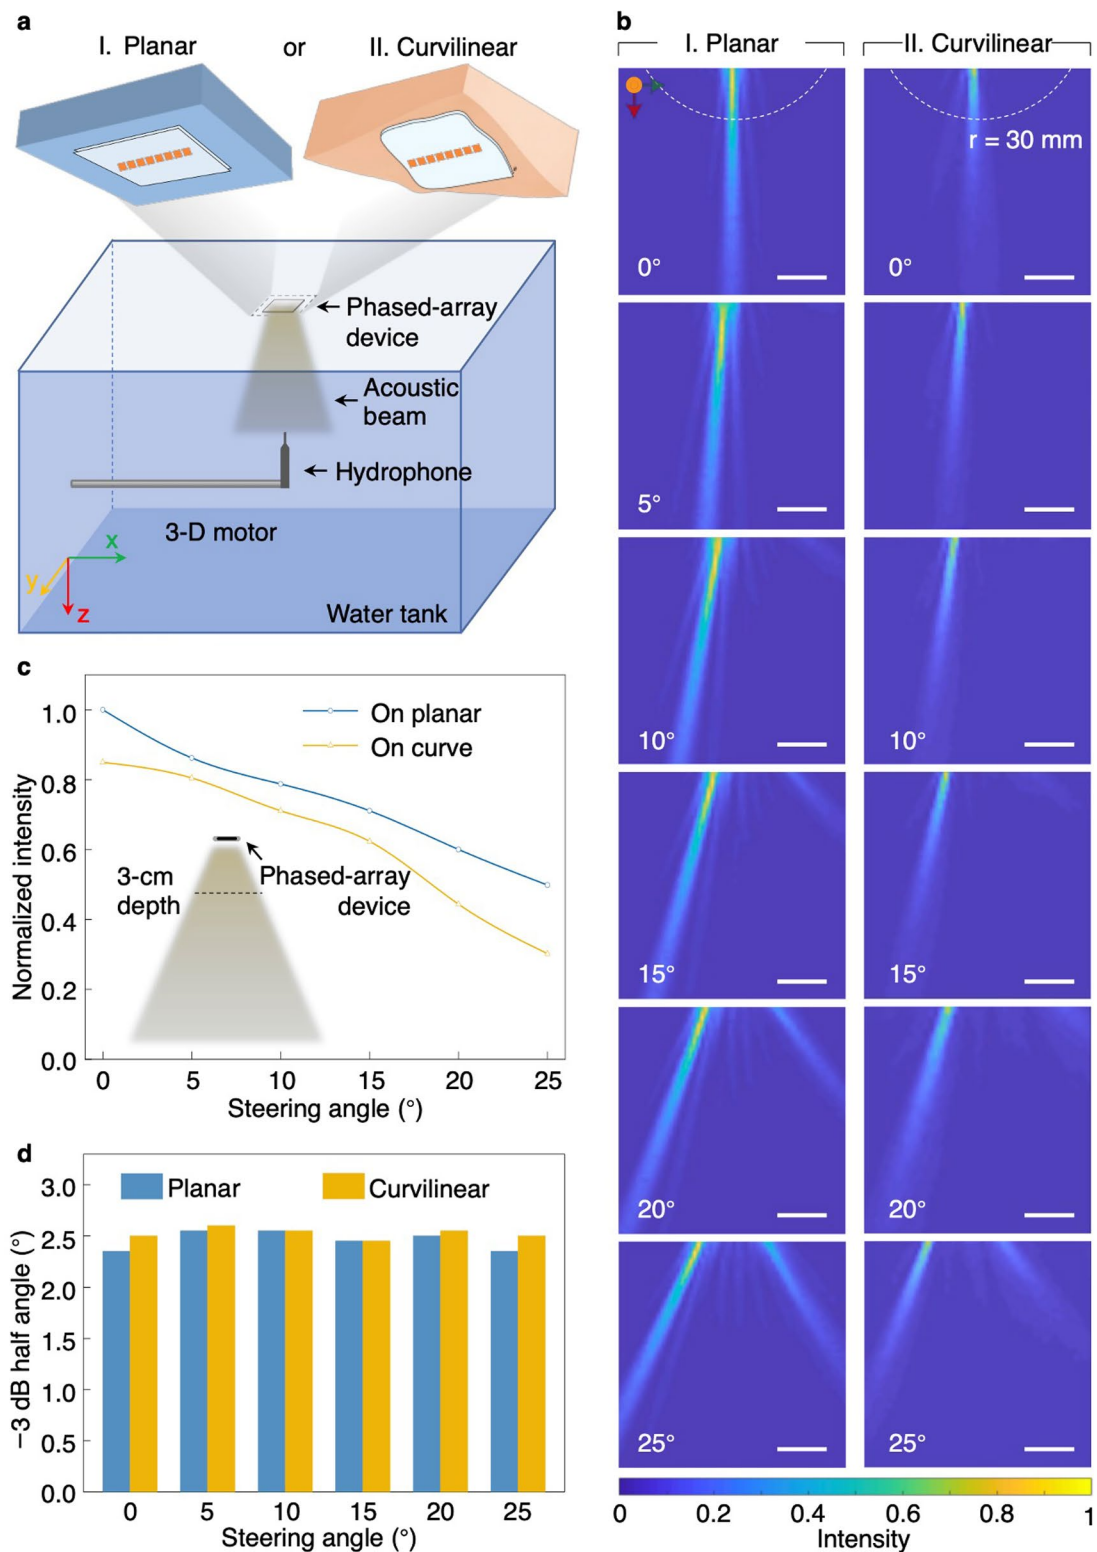 a
I. Planar or II. Curvilinear
Phased-array
device
Acoustic
beam
Hydrophone
3-D motor
x
y
z
Water tank
b
I. Planar
II. Curvilinear
r = 30 mm
0°
0°
5°
5°
10°
10°
15°
15°
20°
20°
25°
25°
0 0.2 0.4 0.6 0.8 1
Intensity
c
Normalized intensity
1.0
0.8
0.6
0.4
0.2
0.0
On planar
On curve
3-cm
depth
Phased-array
device
0 5 10 15 20 25
Steering angle (°)
d
−3 dB half angle (°)
3.0
2.5
2.0
1.5
1.0
0.5
0.0
Planar
Curvilinear
0 5 10 15 20 25
Steering angle (°)